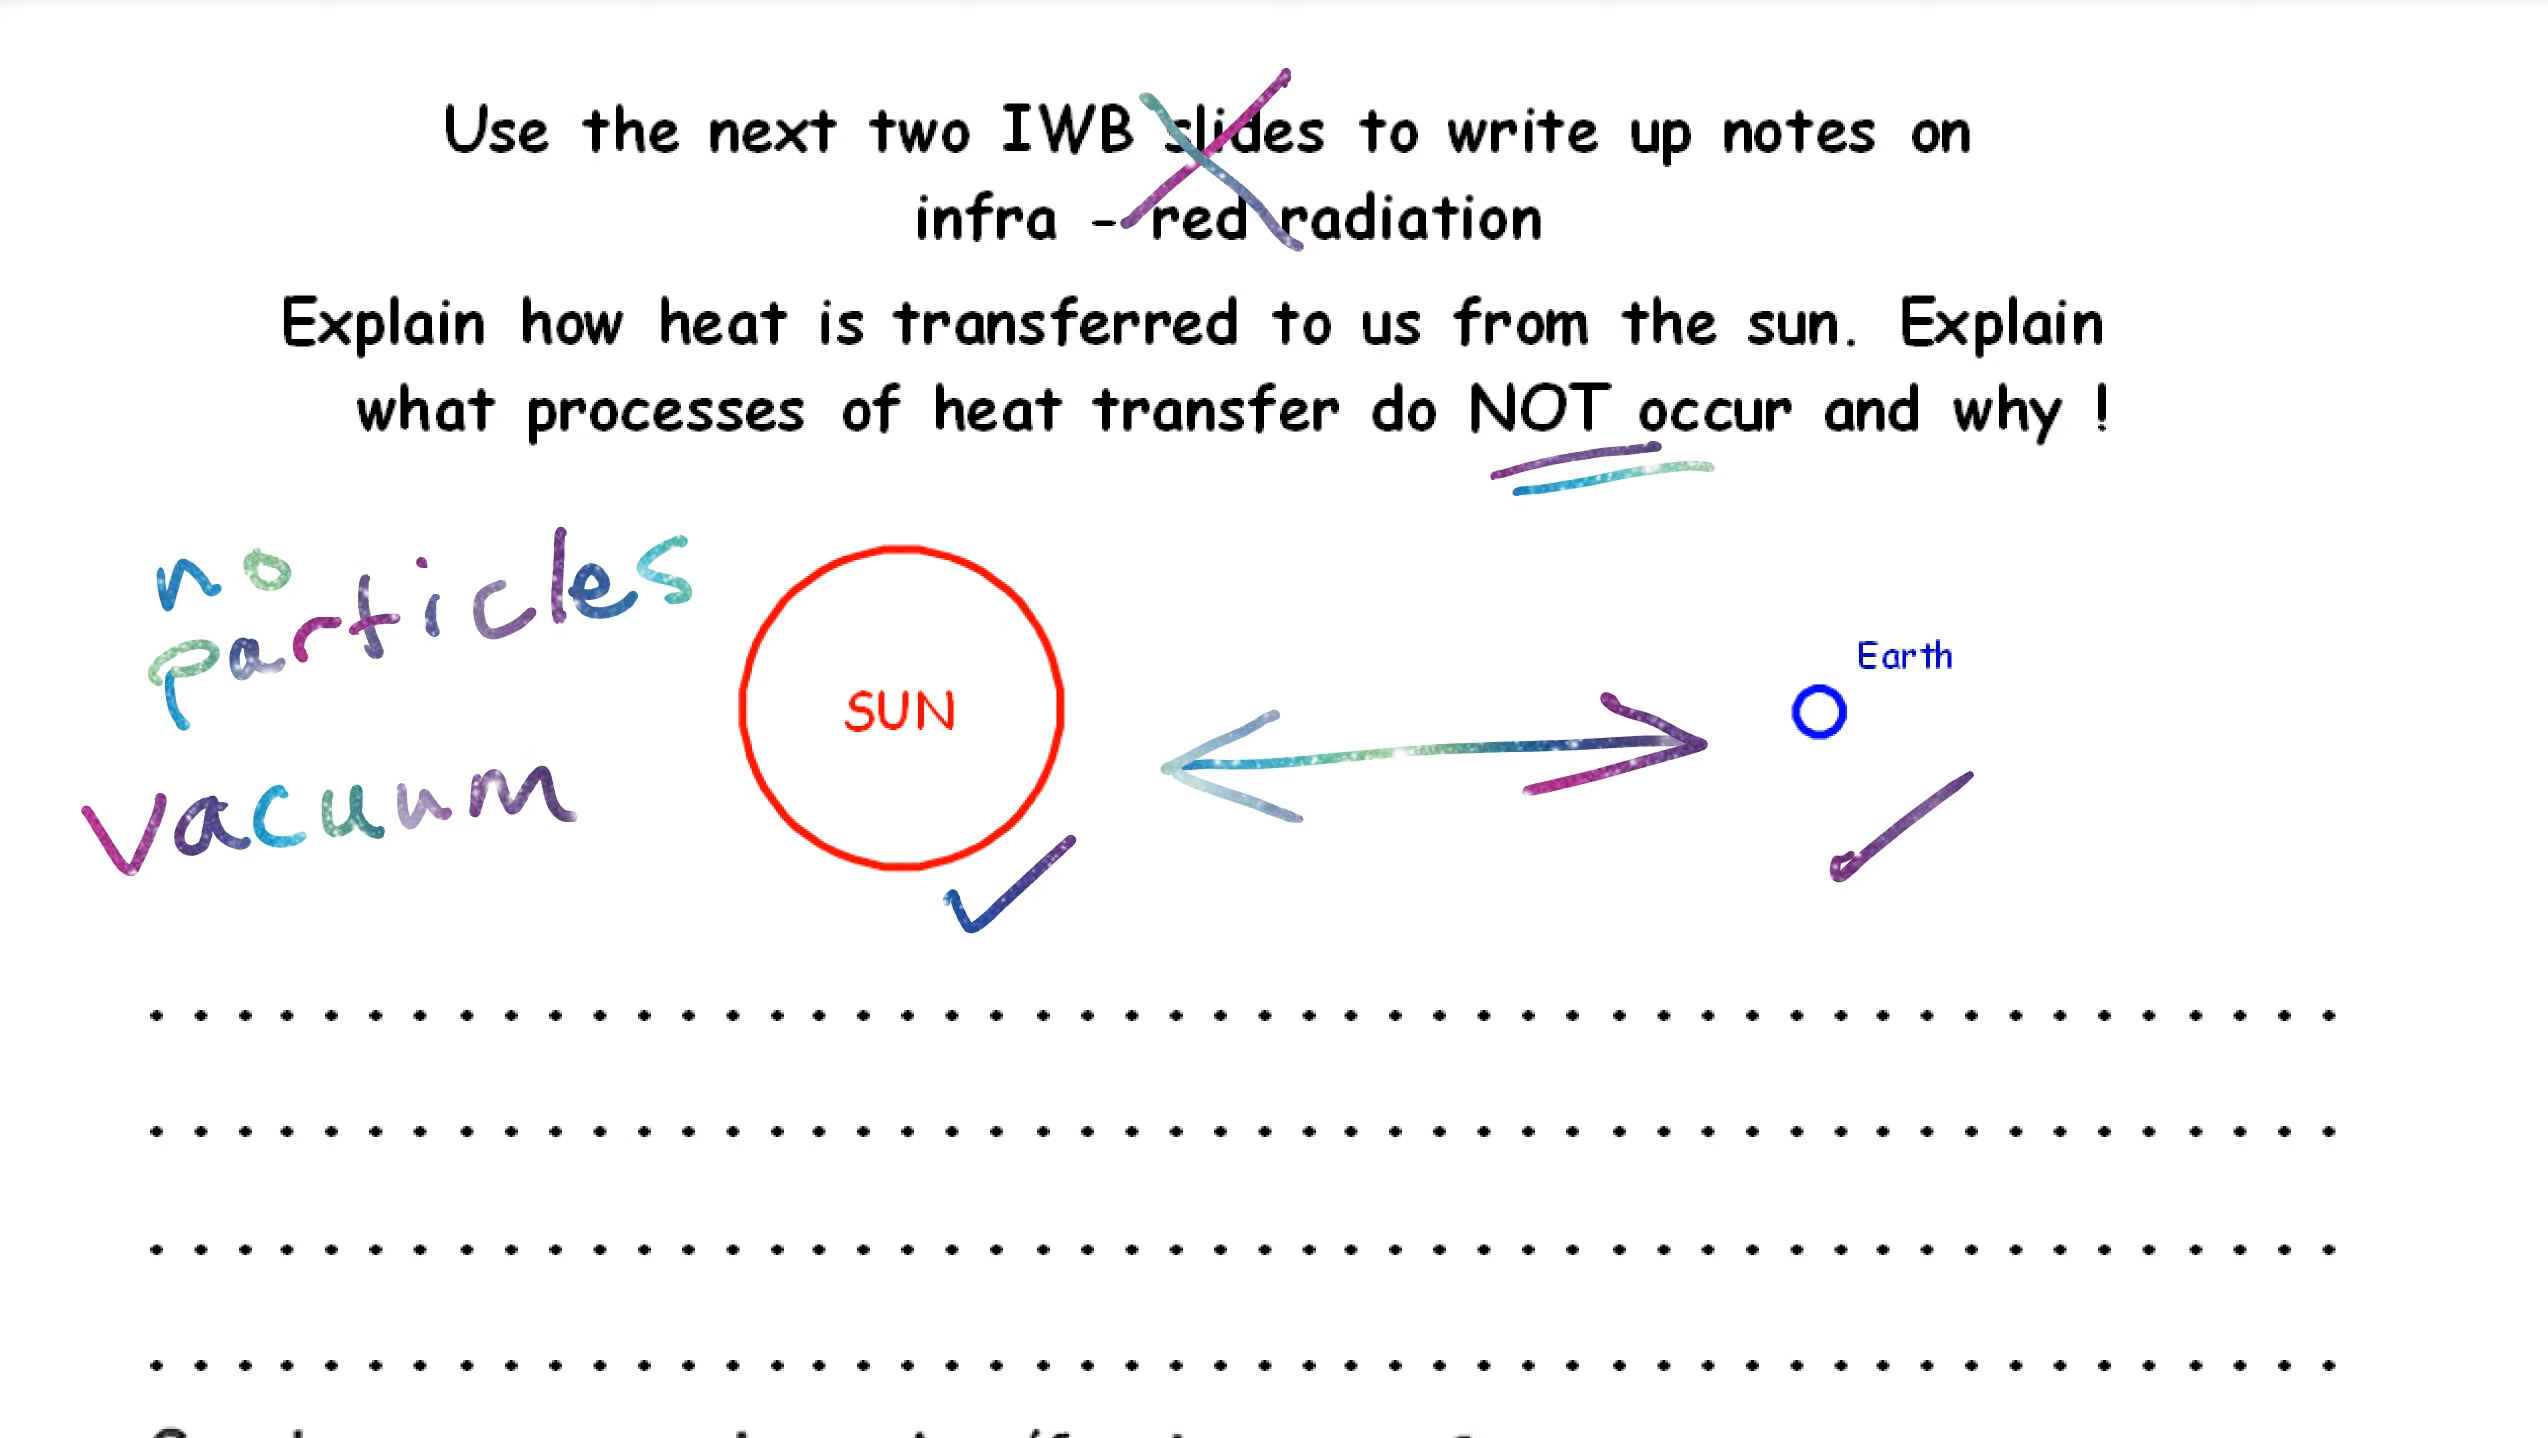 Use the next two IWB slides to write up notes on
infra - red radiation
Explain how heat is transferred to us from the sun. Explain
what processes of heat transfer do NOT occur and why !
no
particles
vacuum
SUN
Earth